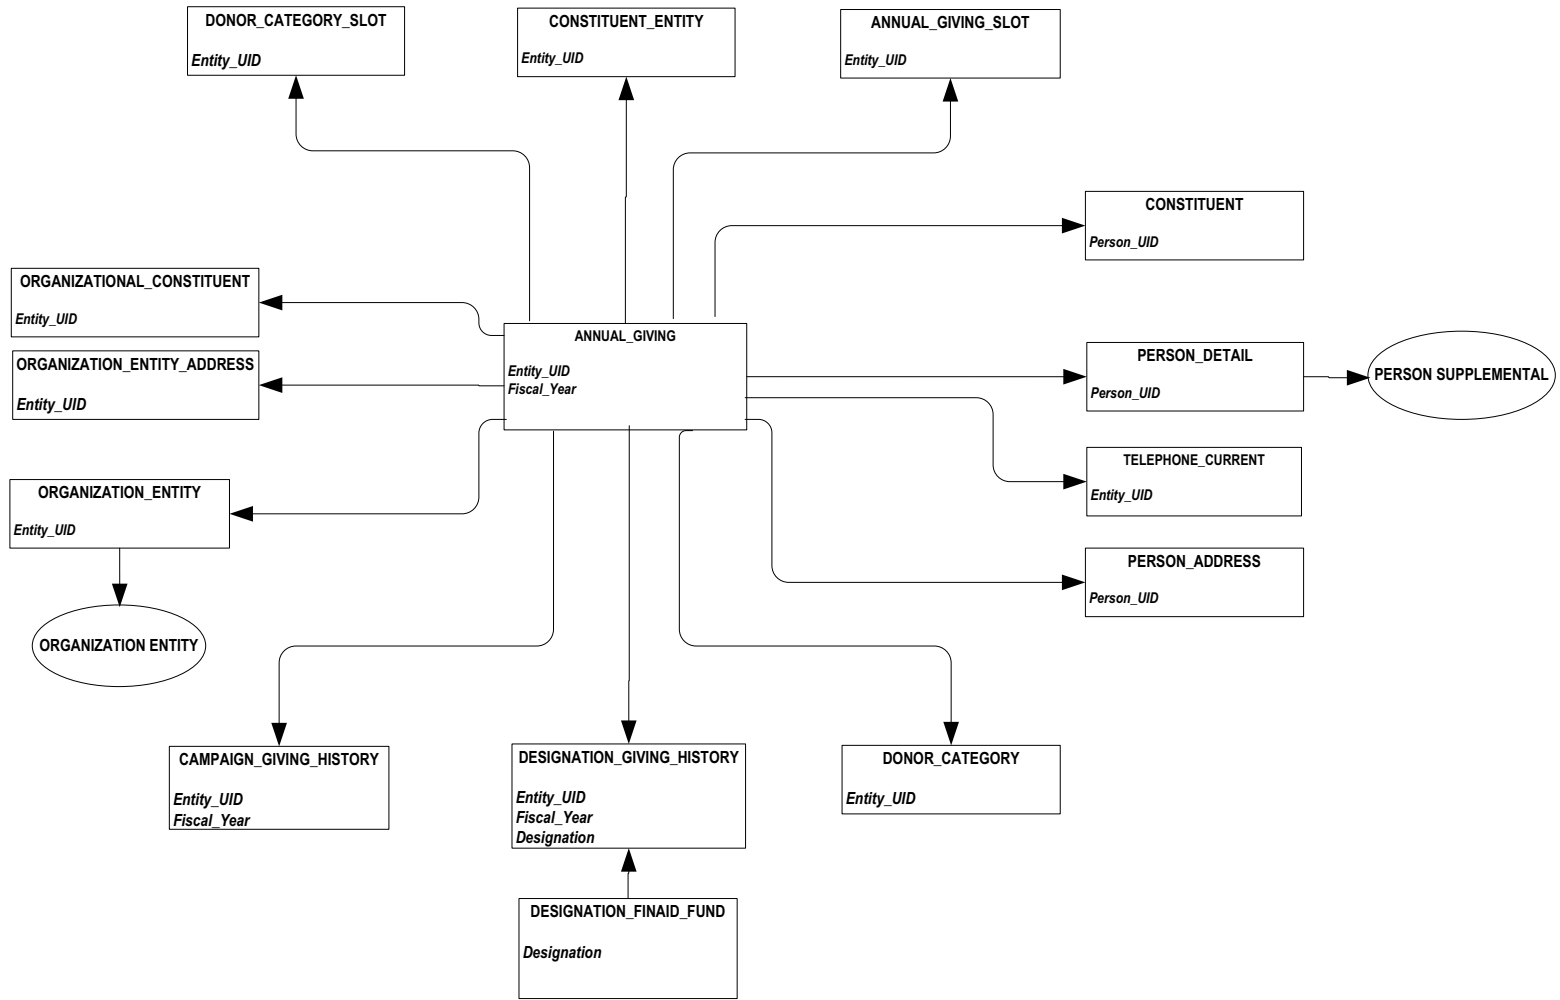 DONOR_CATEGORY_SLOT
Entity_UID
CONSTITUENT_ENTITY
Entity_UID
ANNUAL_GIVING_SLOT
Entity_UID
CONSTITUENT
Person_UID
ORGANIZATIONAL_CONSTITUENT
Entity_UID
ANNUAL_GIVING
Entity_UID
Fiscal_Year
ORGANIZATION_ENTITY_ADDRESS
Entity_UID
PERSON_DETAIL
Person_UID
PERSON SUPPLEMENTAL
TELEPHONE_CURRENT
Entity_UID
ORGANIZATION_ENTITY
Entity_UID
PERSON_ADDRESS
Person_UID
ORGANIZATION ENTITY
CAMPAIGN_GIVING_HISTORY
Entity_UID
Fiscal_Year
DESIGNATION_GIVING_HISTORY
Entity_UID
Fiscal_Year
Designation
DONOR_CATEGORY
Entity_UID
DESIGNATION_FINAID_FUND
Designation